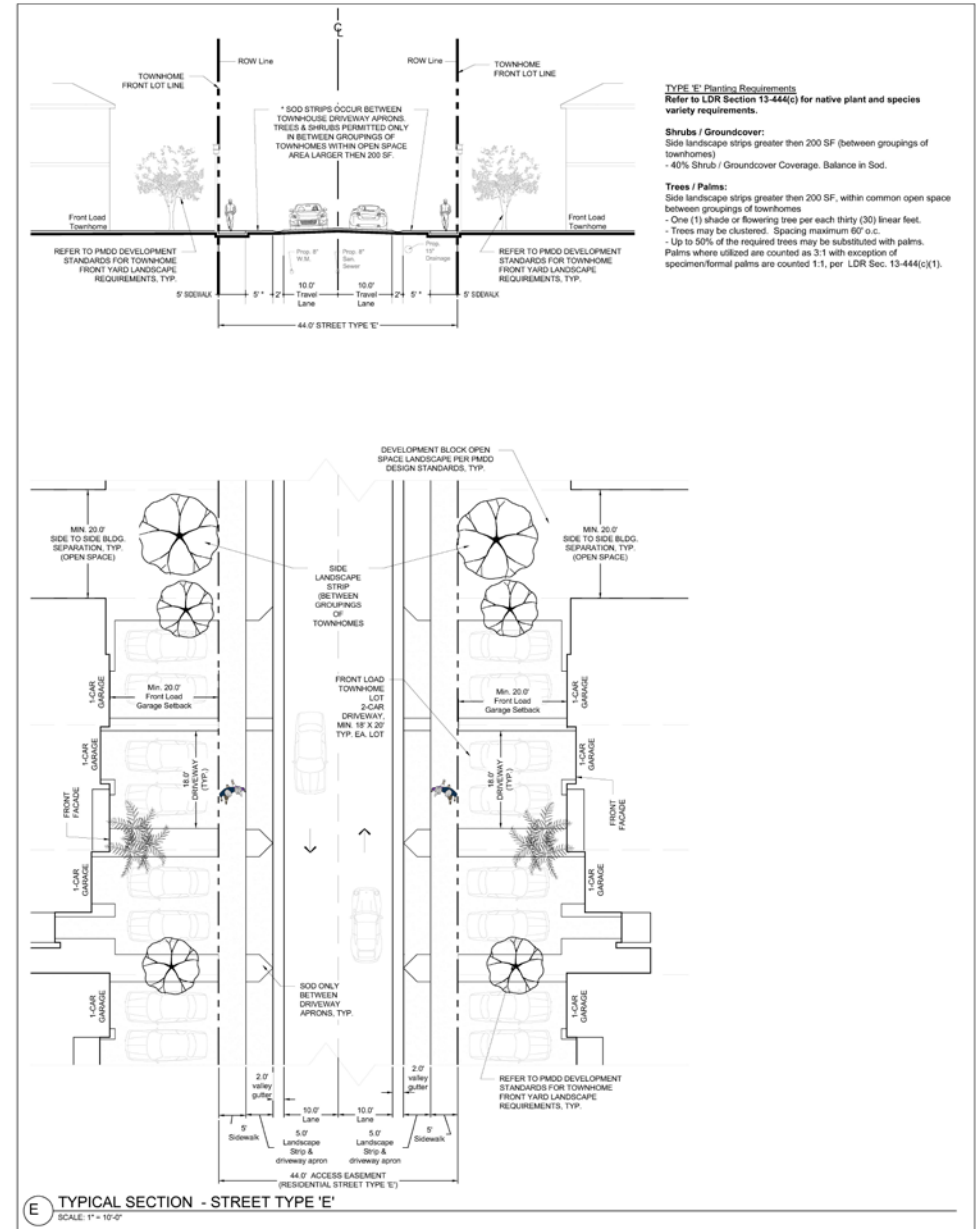 ℄
ROW Line
ROW Line
TOWNHOME
FRONT LOT LINE
TOWNHOME
FRONT LOT LINE
* SOD STRIPS OCCUR BETWEEN
TOWNHOUSE DRIVEWAY APRONS.
TREES & SHRUBS PERMITTED ONLY
IN BETWEEN GROUPINGS OF
TOWNHOMES WITHIN OPEN SPACE
AREA LARGER THEN 200 SF.
Front Load
Townhome
Front Load
Townhome
REFER TO PMDD DEVELOPMENT
STANDARDS FOR TOWNHOME
FRONT YARD LANDSCAPE
REQUIREMENTS, TYP.
Prop. 8"
W.M.
Prop. 8"
San.
Sewer
Prop.
15"
Drainage
REFER TO PMDD DEVELOPMENT
STANDARDS FOR TOWNHOME
FRONT YARD LANDSCAPE
REQUIREMENTS, TYP.
5' SIDEWALK
5' *
2'
10.0'
Travel
Lane
10.0'
Travel
Lane
2'
5' *
5' SIDEWALK
44.0' STREET TYPE 'E'
TYPE 'E' Planting Requirements
Refer to LDR Section 13-444(c) for native plant and species
variety requirements.
Shrubs / Groundcover:
Side landscape strips greater then 200 SF (between groupings of
townhomes)
- 40% Shrub / Groundcover Coverage. Balance in Sod.
Trees / Palms:
Side landscape strips greater then 200 SF, within common open space
between groupings of townhomes
- One (1) shade or flowering tree per each thirty (30) linear feet.
- Trees may be clustered. Spacing maximum 60' o.c.
- Up to 50% of the required trees may be substituted with palms.
Palms where utilized are counted as 3:1 with exception of
specimen/formal palms are counted 1:1, per LDR Sec. 13-444(c)(1).
DEVELOPMENT BLOCK OPEN
SPACE LANDSCAPE PER PMDD
DESIGN STANDARDS, TYP.
MIN. 20.0'
SIDE TO SIDE BLDG.
SEPARATION, TYP.
(OPEN SPACE)
MIN. 20.0'
SIDE TO SIDE BLDG.
SEPARATION, TYP.
(OPEN SPACE)
SIDE
LANDSCAPE
STRIP
(BETWEEN
GROUPINGS
OF
TOWNHOMES
1-CAR
GARAGE
Min. 20.0'
Front Load
Garage Setback
FRONT LOAD
TOWNHOME
LOT
2-CAR
DRIVEWAY,
MIN. 18' X 20'
TYP. EA. LOT
Min. 20.0'
Front Load
Garage Setback
1-CAR
GARAGE
1-CAR
GARAGE
18.0'
DRIVEWAY
(TYP.)
18.0'
DRIVEWAY
(TYP.)
1-CAR
GARAGE
FRONT
FACADE
FRONT
FACADE
1-CAR
GARAGE
1-CAR
GARAGE
1-CAR
GARAGE
SOD ONLY
BETWEEN
DRIVEWAY
APRONS, TYP.
1-CAR
GARAGE
REFER TO PMDD DEVELOPMENT
STANDARDS FOR TOWNHOME
FRONT YARD LANDSCAPE
REQUIREMENTS, TYP.
2.0'
valley
gutter
2.0'
valley
gutter
5'
Sidewalk
5.0'
Landscape
Strip &
driveway apron
10.0'
Lane
10.0'
Lane
5.0'
Landscape
Strip &
driveway apron
5'
Sidewalk
44.0' ACCESS EASEMENT
(RESIDENTIAL STREET TYPE 'E')
E TYPICAL SECTION - STREET TYPE 'E'
SCALE: 1" = 10'-0"